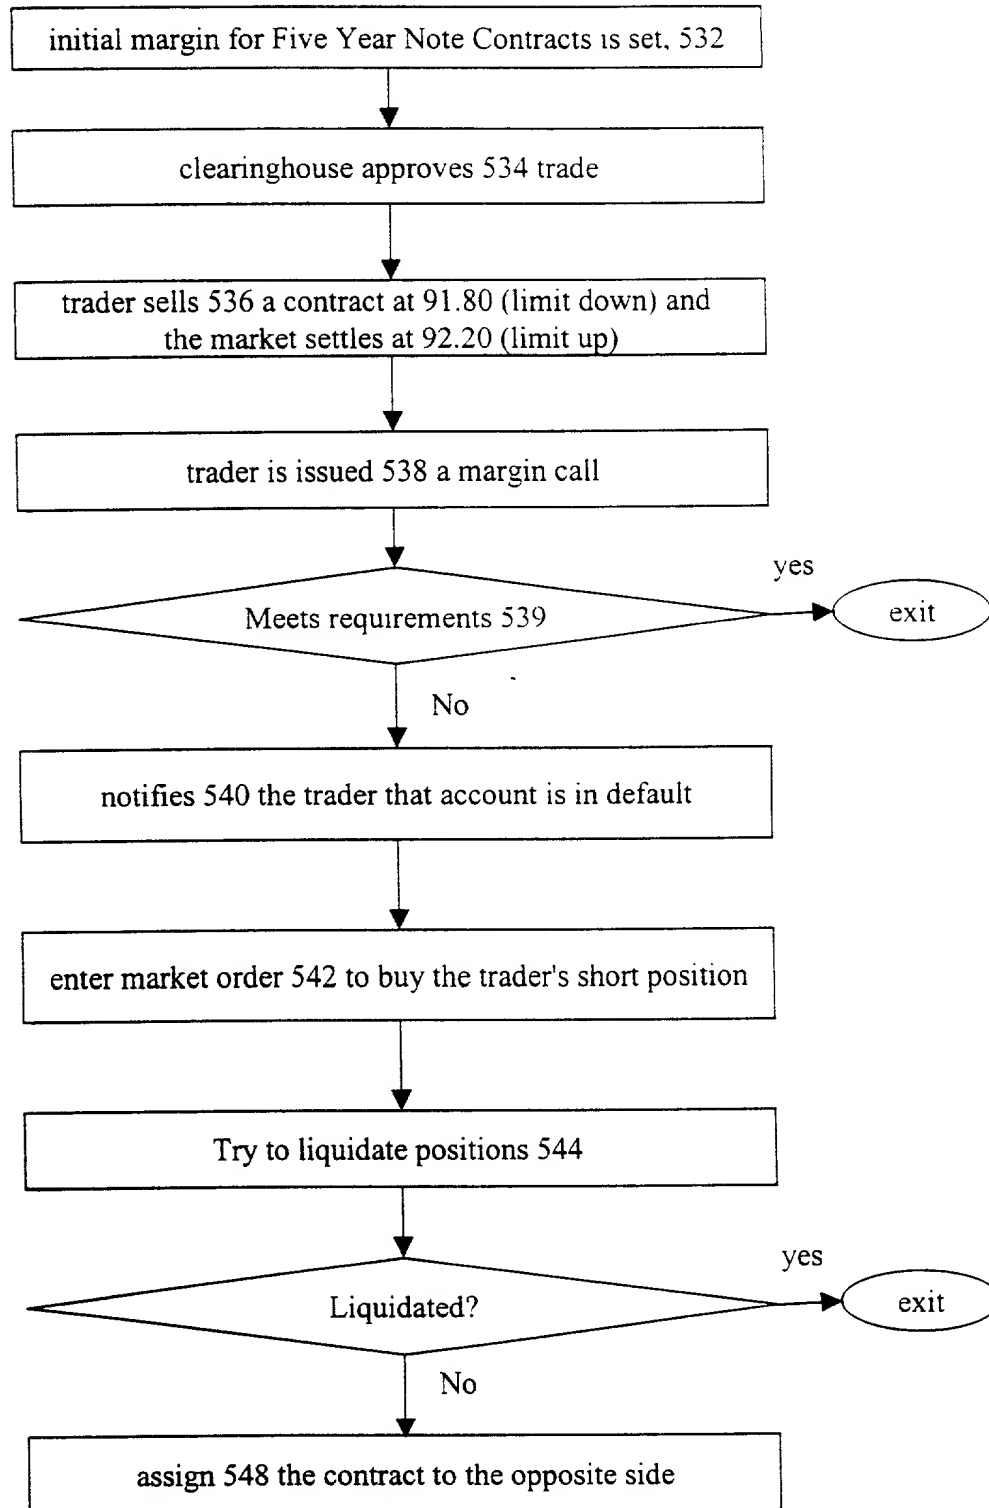 initial margin for Five Year Note Contracts is set, 532
clearinghouse approves 534 trade
trader sells 536 a contract at 91.80 (limit down) and
the market settles at 92.20 (limit up)
trader is issued 538 a margin call
yes
Meets requirements 539
exit
No
notifies 540 the trader that account is in default
enter market order 542 to buy the trader's short position
Try to liquidate positions 544
yes
Liquidated?
exit
No
assign 548 the contract to the opposite side